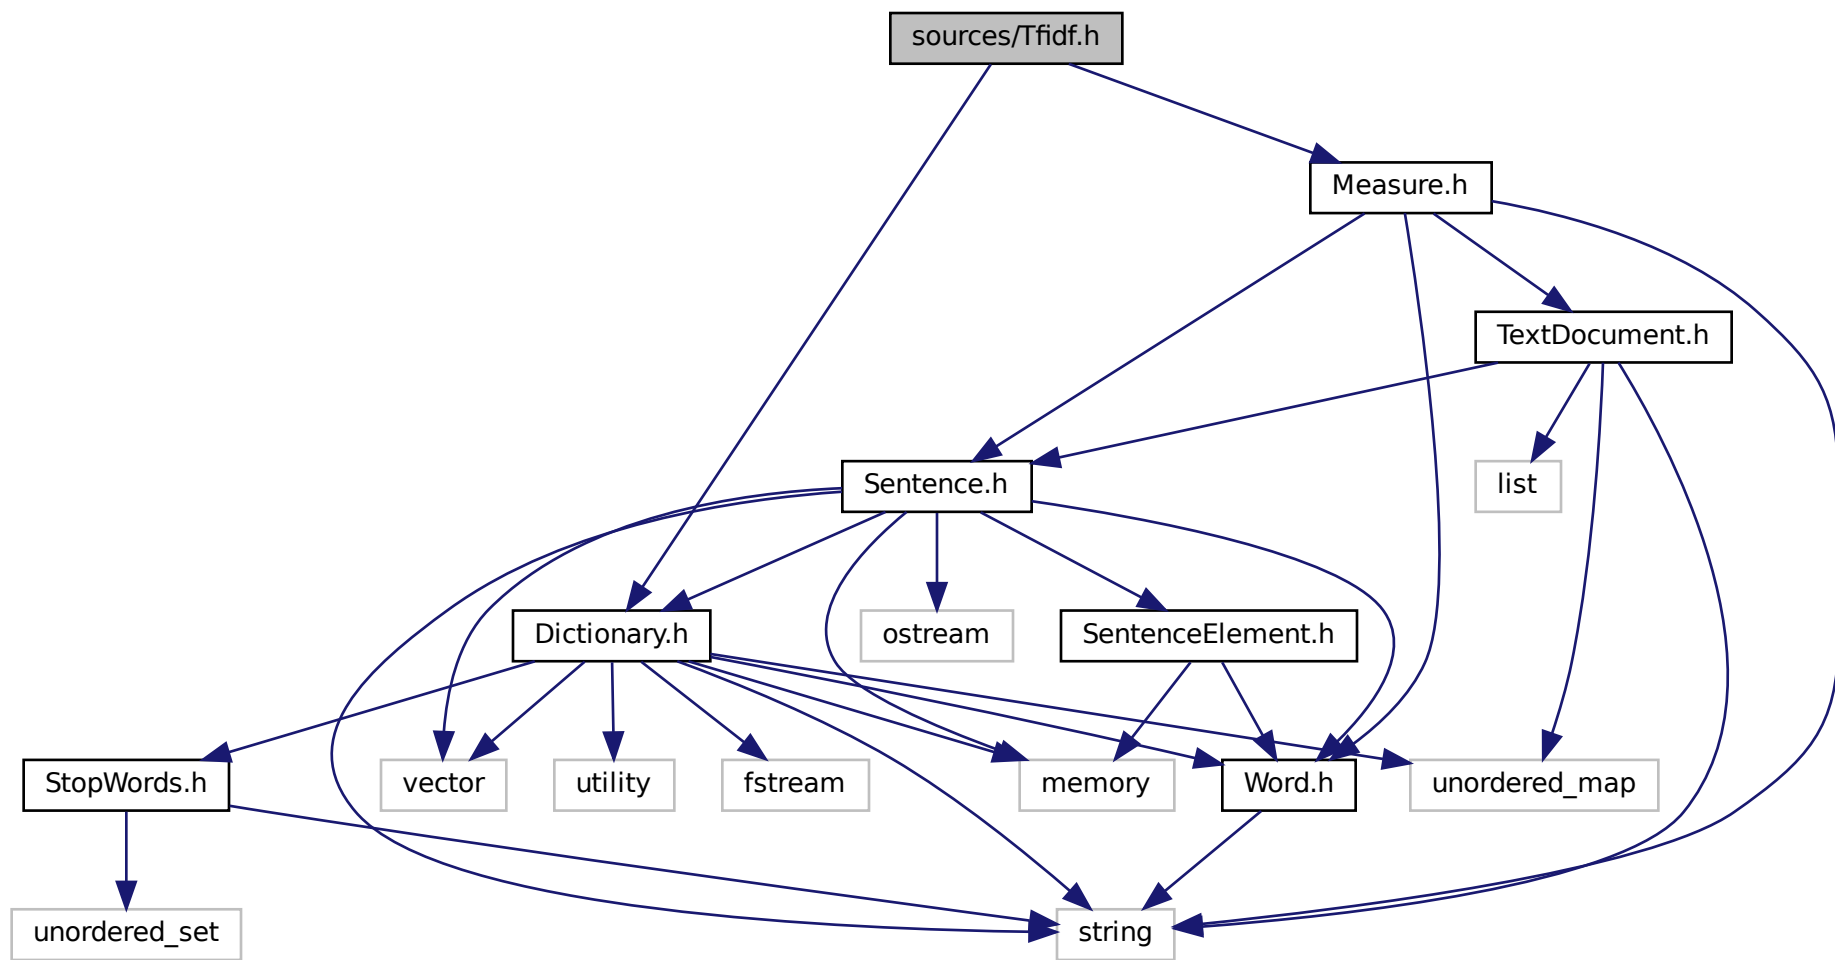 sources/Tfidf.h
Measure.h
TextDocument.h
Sentence.h
list
Dictionary.h
ostream
SentenceElement.h
StopWords.h
vector
utility
fstream
memory
Word.h
unordered_map
unordered_set
string